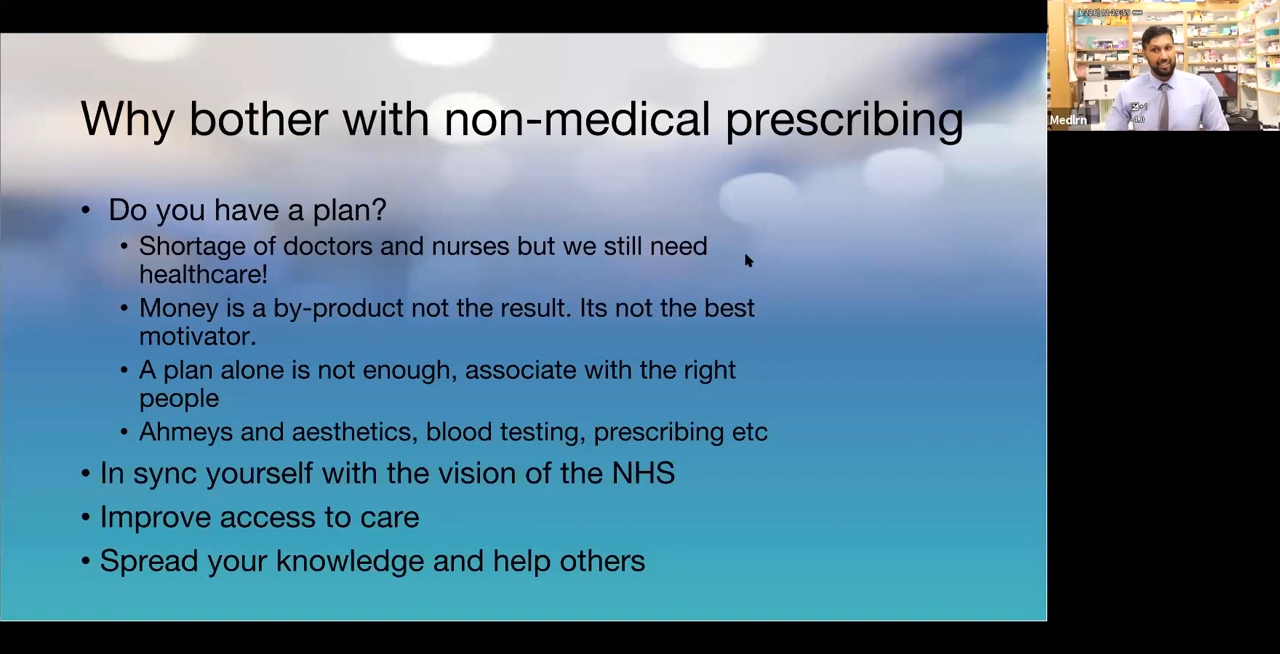 Why bother with non-medical prescribing
• Do you have a plan?
• Shortage of doctors and nurses but we still need
healthcare!
• Money is a by-product not the result. Its not the best
motivator.
• A plan alone is not enough, associate with the right
people
• Ahmeys and aesthetics, blood testing, prescribing etc
• In sync yourself with the vision of the NHS
• Improve access to care
• Spread your knowledge and help others
Medlrn